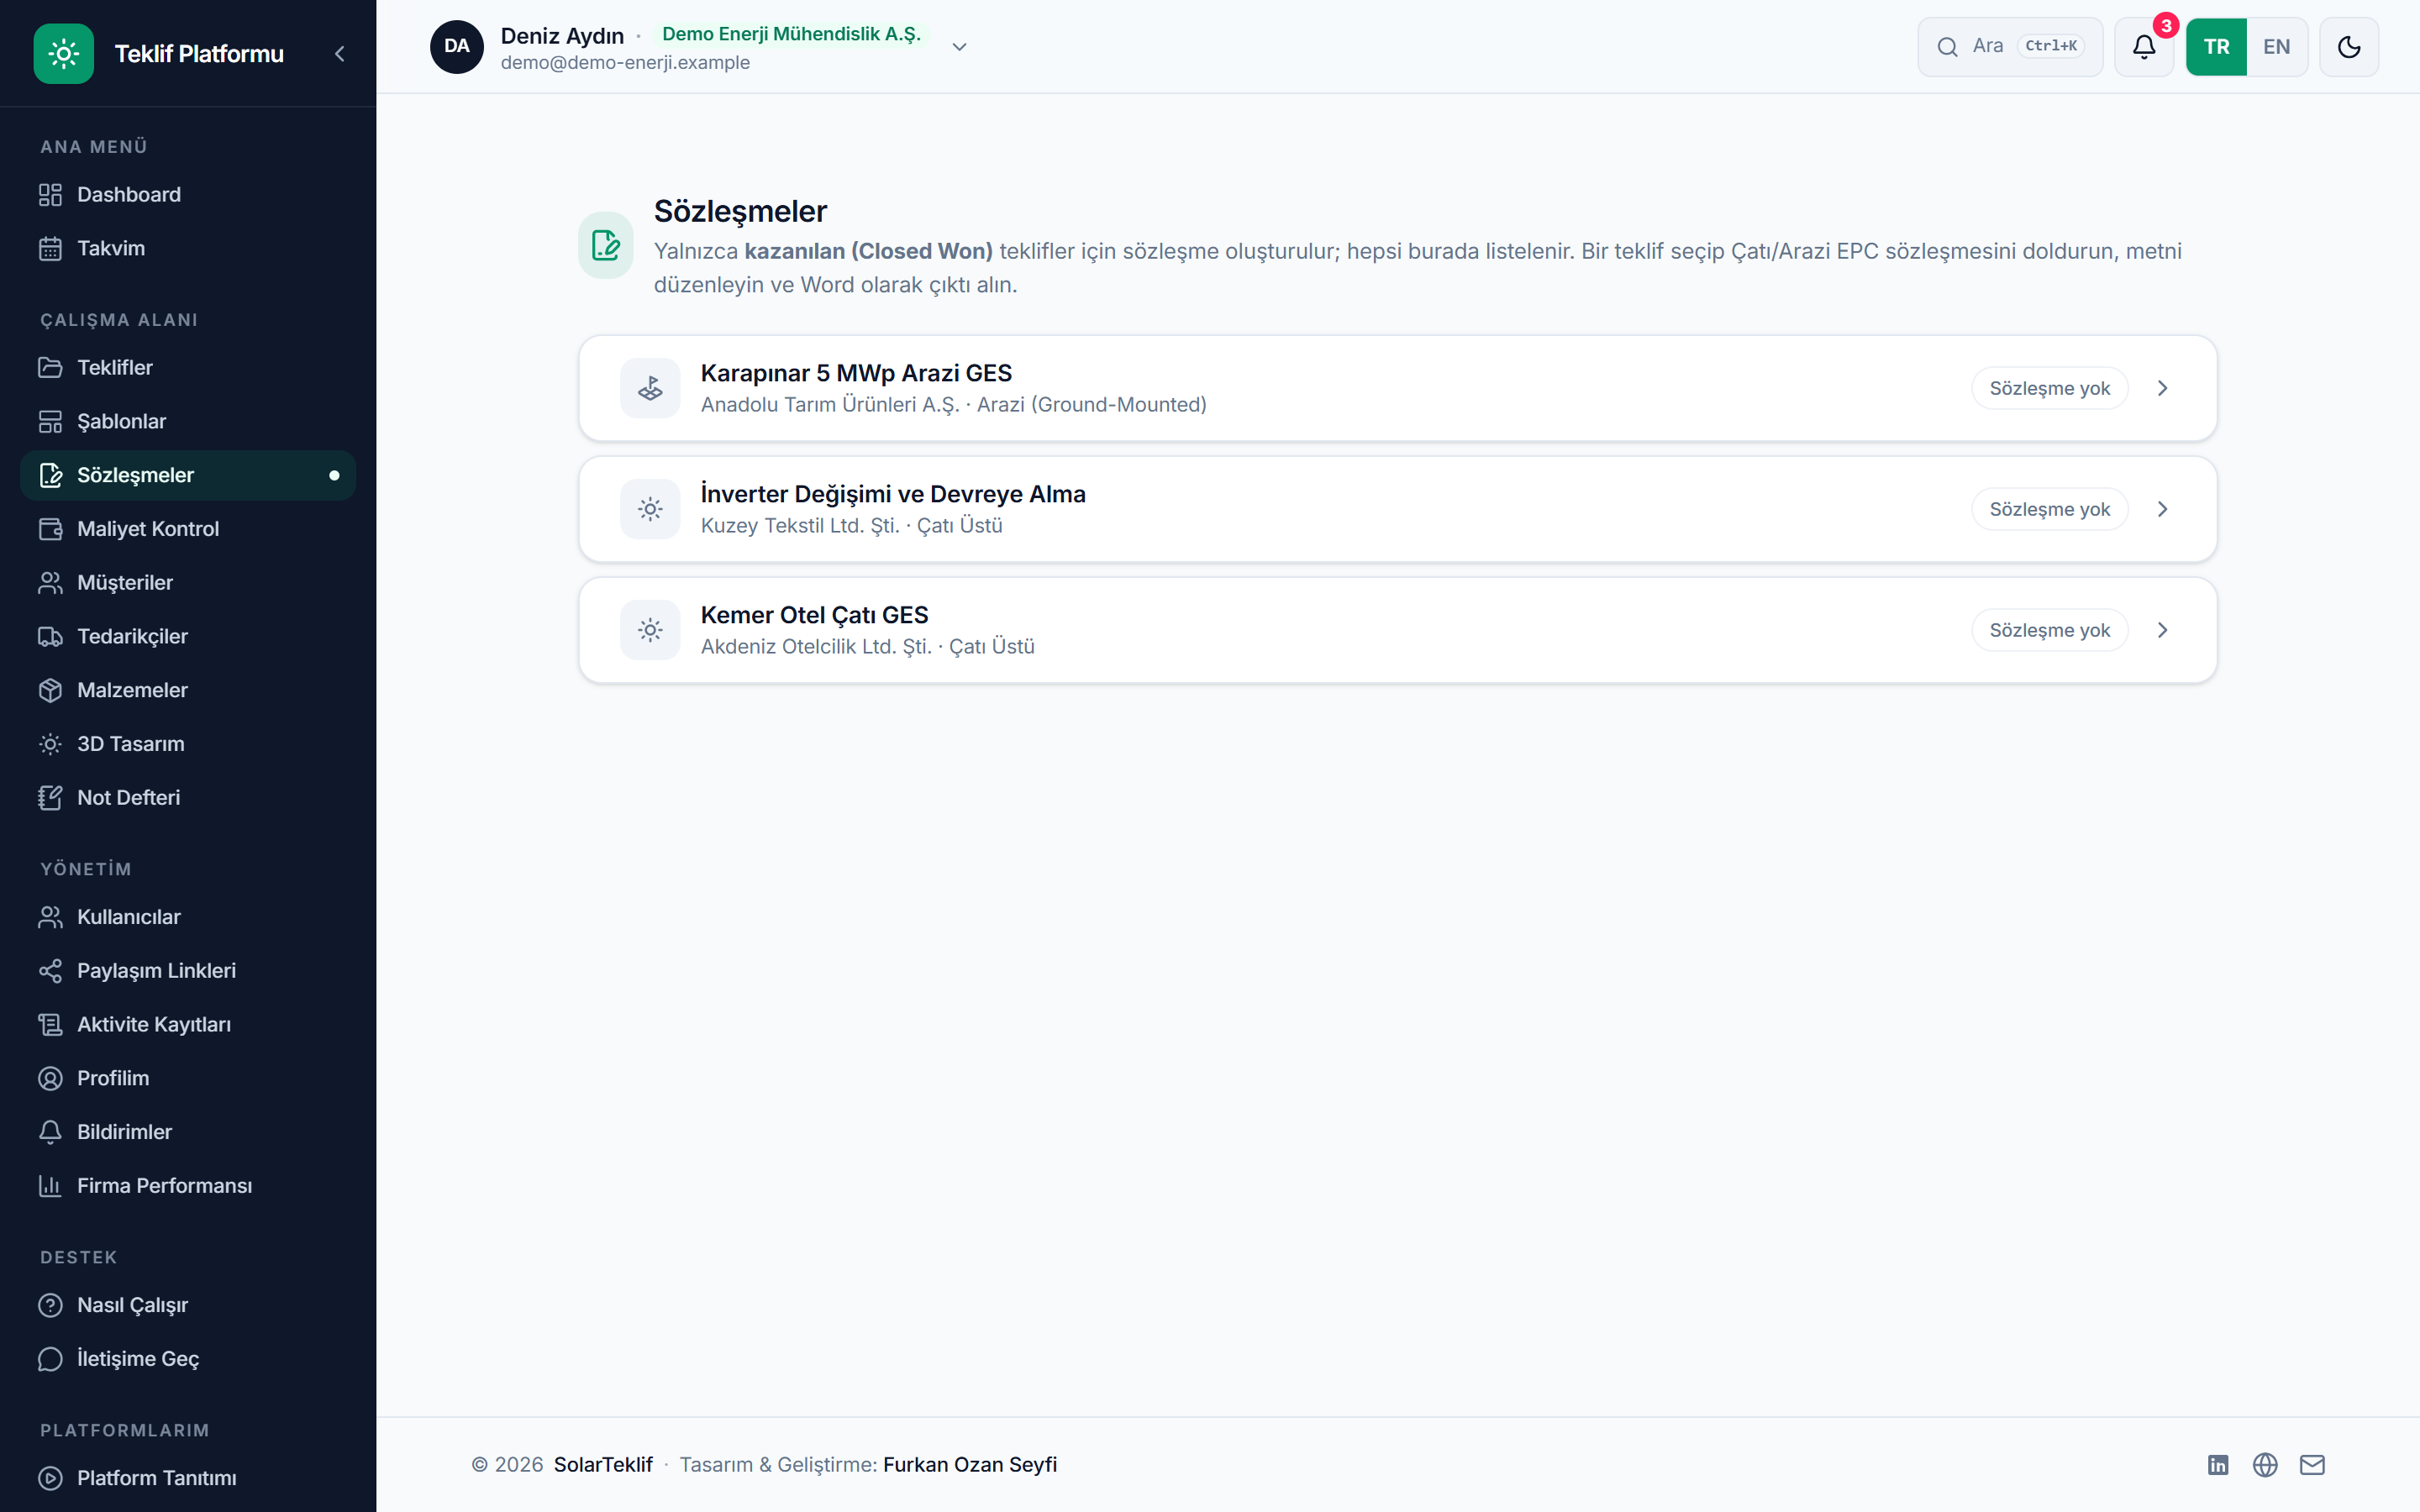 Teklif Platformu
ANA MENÜ
Dashboard
Takvim
ÇALIŞMA ALANI
Teklifler
Şablonlar
Sözleşmeler
Maliyet Kontrol
Müşteriler
Tedarikçiler
Malzemeler
3D Tasarım
Not Defteri
YÖNETİM
Kullanıcılar
Paylaşım Linkleri
Aktivite Kayıtları
Profilim
Bildirimler
Firma Performansı
DESTEK
Nasıl Çalışır
İletişime Geç
PLATFORMLARIM
Platform Tanıtımı
DA
Deniz Aydın · Demo Enerji Mühendislik A.Ş.
demo@demo-enerji.example
Ara Ctrl+K
3
TR EN
Sözleşmeler
Yalnızca kazanılan (Closed Won) teklifler için sözleşme oluşturulur; hepsi burada listelenir. Bir teklif seçip Çatı/Arazi EPC sözleşmesini doldurun, metni
düzenleyin ve Word olarak çıktı alın.
Karapınar 5 MWp Arazi GES
Anadolu Tarım Ürünleri A.Ş. · Arazi (Ground-Mounted)
Sözleşme yok
İnverter Değişimi ve Devreye Alma
Kuzey Tekstil Ltd. Şti. · Çatı Üstü
Sözleşme yok
Kemer Otel Çatı GES
Akdeniz Otelcilik Ltd. Şti. · Çatı Üstü
Sözleşme yok
© 2026 SolarTeklif · Tasarım & Geliştirme: Furkan Ozan Seyfi